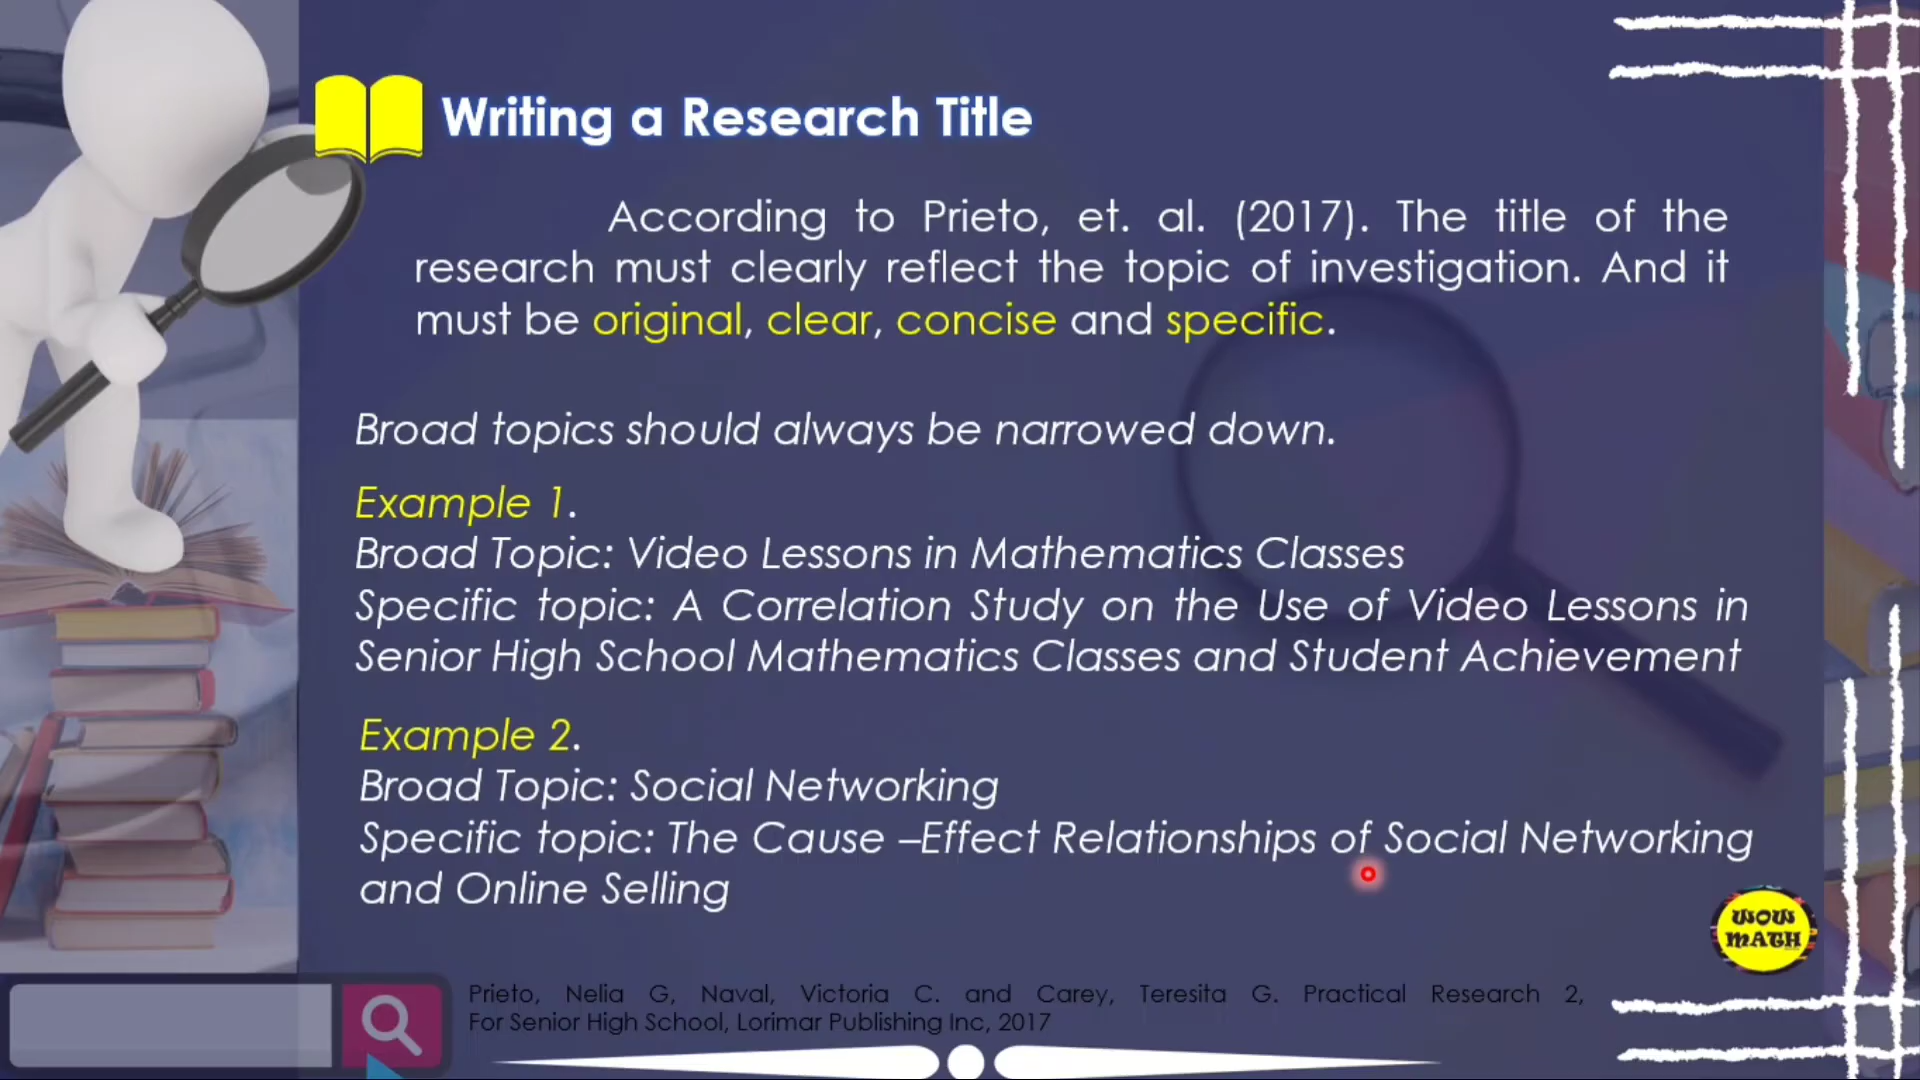 Writing a Research Title
According to Prieto, et. al. (2017). The title of the
research must clearly reflect the topic of investigation. And it
must be original, clear, concise and specific.
Broad topics should always be narrowed down.
Example 1.
Broad Topic: Video Lessons in Mathematics Classes
Specific topic: A Correlation Study on the Use of Video Lessons in
Senior High School Mathematics Classes and Student Achievement
Example 2.
Broad Topic: Social Networking
Specific topic: The Cause –Effect Relationships of Social Networking
and Online Selling
WOW
MATH
Prieto, Nelia G, Naval, Victoria C. and Carey, Teresita G. Practical Research 2,
For Senior High School, Lorimar Publishing Inc, 2017